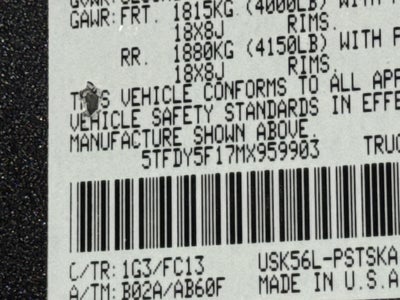 GAWR: FRT. 1815KG (4000LB) WITH
18X8J RIMS.
RR. 1880KG (4150LB) WITH P
18X8J RIMS.
VEHICLE CONFORMS TO ALL APP
VEHICLE SAFETY STANDARDS IN EFFE
MANUFACTURE SHOWN ABOVE.
5TFDY5F17MX959903 TRUC
C/TR: 1G3/FC13 USK56L-PSTSKA
A/TM: B02A/AB60F MADE IN U.S.A